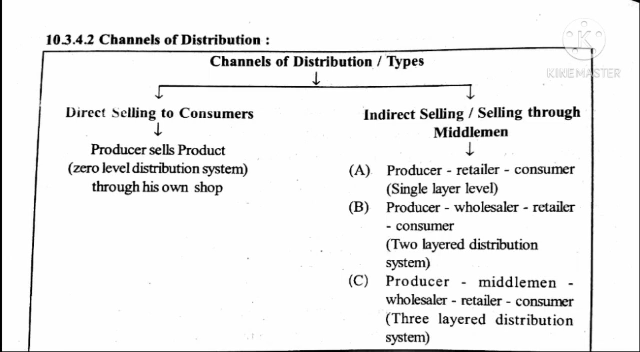 10.3.4.2 Channels of Distribution :
K
KINEMASTER
Channels of Distribution / Types
Direct Selling to Consumers
Producer sells Product
(zero level distribution system)
through his own shop
Indirect Selling / Selling through
Middlemen
(A) Producer - retailer - consumer
(Single layer level)
(B) Producer - wholesaler - retailer
- consumer
(Two layered distribution
system)
(C) Producer - middlemen -
wholesaler - retailer - consumer
(Three layered distribution
system)